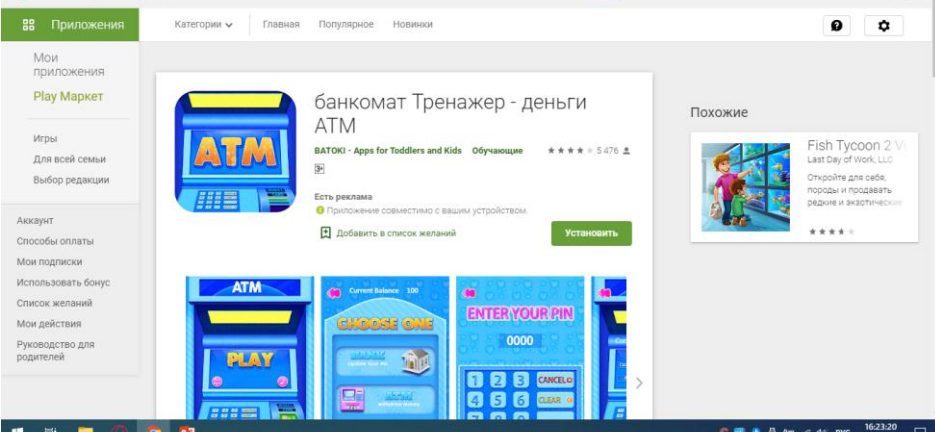 Приложения
Категории
Главная
Популярное
Новинки
Мои
приложения
Play Маркет
Игры
Для всей семьи
Выбор редакции
Аккаунт
Способы оплаты
Мои подписки
Использовать бонус
Список желаний
Мои действия
Руководство для
родителей
ATM
банкомат Тренажер - деньги
ATM
BATOKI - Apps for Toddlers and Kids Обучающие
5 476
3+
Есть реклама
Приложение совместимо с вашим устройством.
Добавить в список желаний
Установить
ATM
PLAY
Current Balance 100
CHOOSE ONE
ENTER YOUR PIN
0000
1 2 3 CANCEL
4 5 6 CLEAR
Похожие
Fish Tycoon 2
Last Day of Work, LLC
Откройте для себя,
породы и продавать
редкие и экзотические
РУС
16:23:20